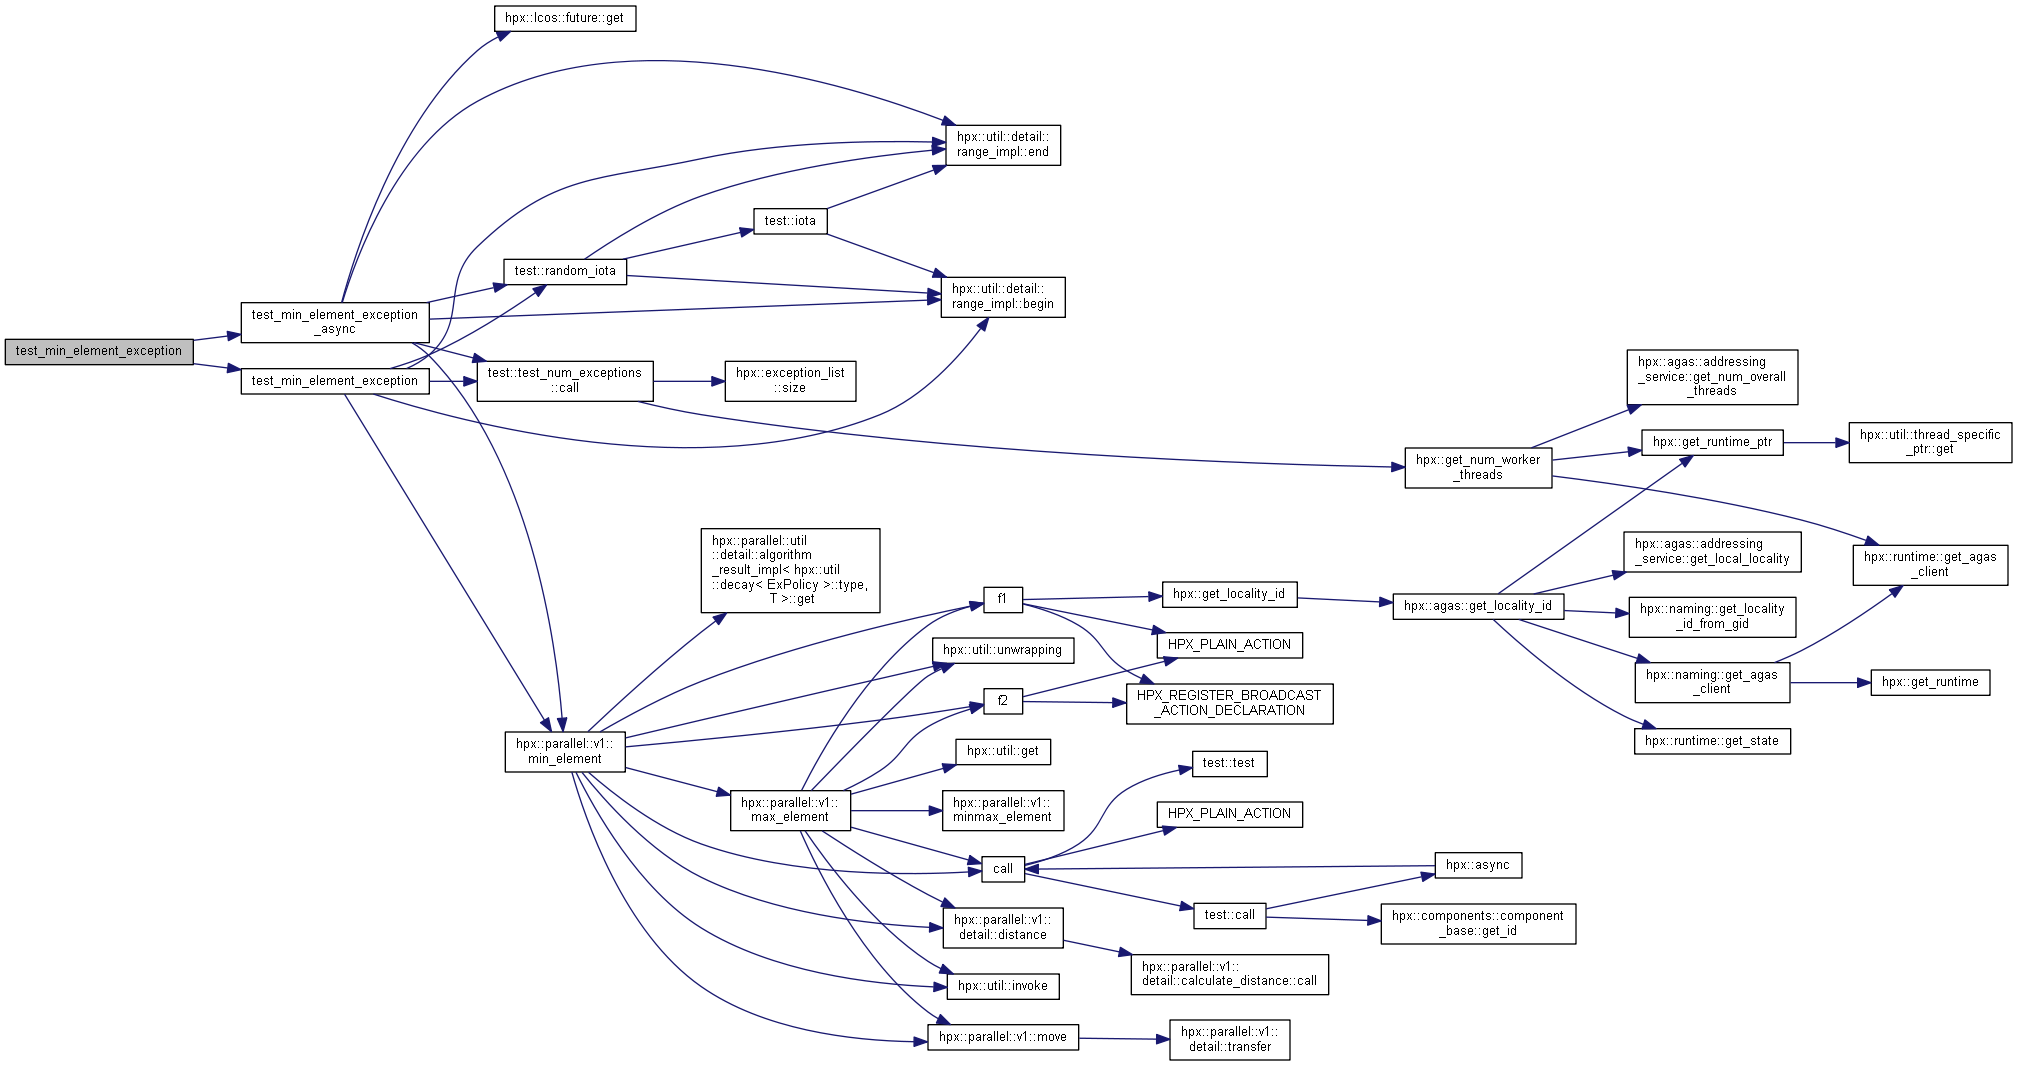 hpx::lcos::future::get
hpx::util::detail::
range_impl::end
test::iota
test::random_iota
hpx::util::detail::
range_impl::begin
test_min_element_exception
_async
test_min_element_exception
test_min_element_exception
test::test_num_exceptions
::call
hpx::exception_list
::size
hpx::agas::addressing
_service::get_num_overall
_threads
hpx::get_runtime_ptr
hpx::util::thread_specific
_ptr::get
hpx::get_num_worker
_threads
hpx::parallel::util
::detail::algorithm
_result_impl< hpx::util
::decay< ExPolicy >::type,
T >::get
hpx::agas::addressing
_service::get_local_locality
hpx::runtime::get_agas
_client
f1
hpx::get_locality_id
hpx::agas::get_locality_id
hpx::naming::get_locality
_id_from_gid
hpx::util::unwrapping
HPX_PLAIN_ACTION
hpx::naming::get_agas
_client
hpx::get_runtime
f2
HPX_REGISTER_BROADCAST
_ACTION_DECLARATION
hpx::runtime::get_state
hpx::parallel::v1::
min_element
hpx::util::get
test::test
hpx::parallel::v1::
max_element
hpx::parallel::v1::
minmax_element
HPX_PLAIN_ACTION
call
hpx::async
test::call
hpx::components::component
_base::get_id
hpx::parallel::v1::
detail::distance
hpx::parallel::v1::
detail::calculate_distance::call
hpx::util::invoke
hpx::parallel::v1::move
hpx::parallel::v1::
detail::transfer